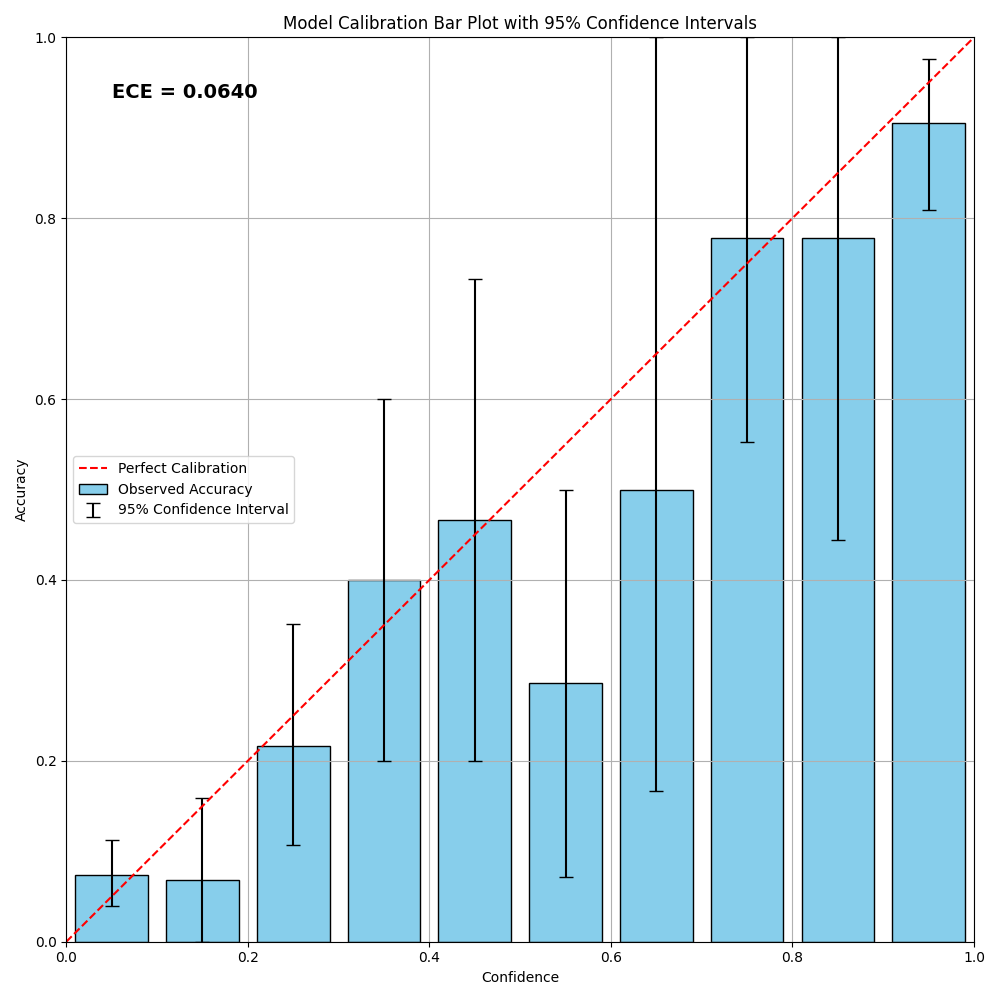 Model Calibration Bar Plot with 95% Confidence Intervals
1.0
ECE = 0.0640
0.8
0.6
Accuracy
Perfect Calibration
Observed Accuracy
95% Confidence Interval
0.4
0.2
0.0
0.0 0.2 0.4 0.6 0.8 1.0
Confidence